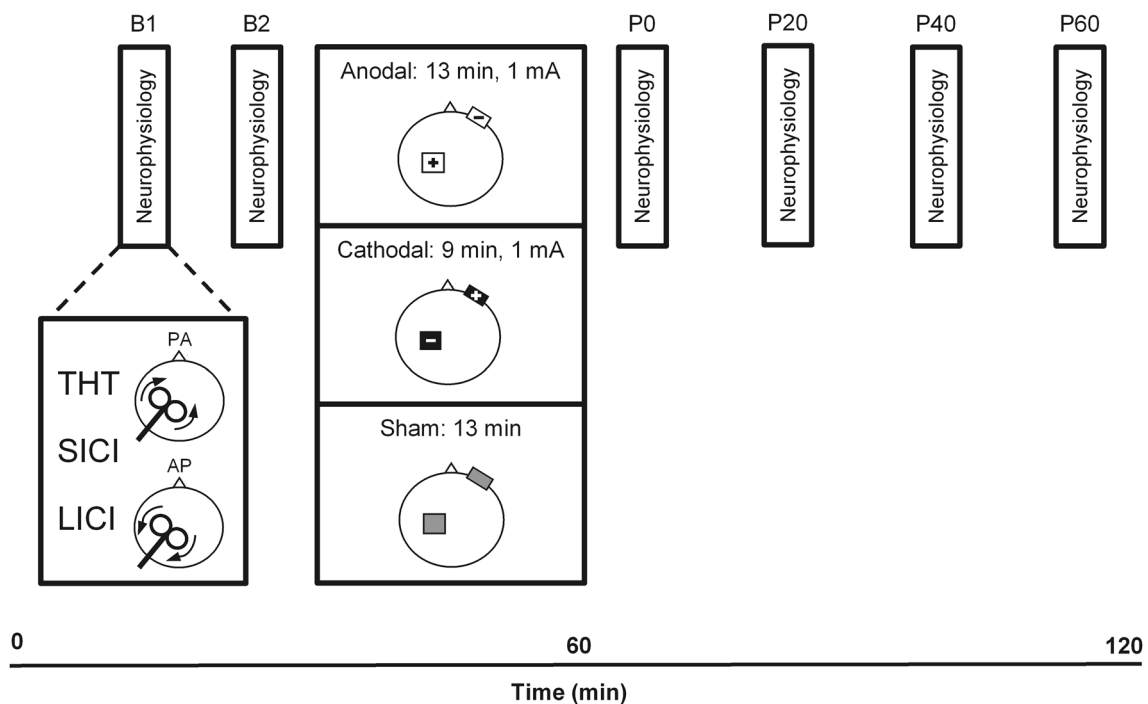 B1
B2
P0
P20
P40
P60
Neurophysiology
Neurophysiology
Anodal: 13 min, 1 mA
-
+
Cathodal: 9 min, 1 mA
+
-
Sham: 13 min
Neurophysiology
Neurophysiology
Neurophysiology
Neurophysiology
PA
THT
SICI
AP
LICI
0
60
120
Time (min)